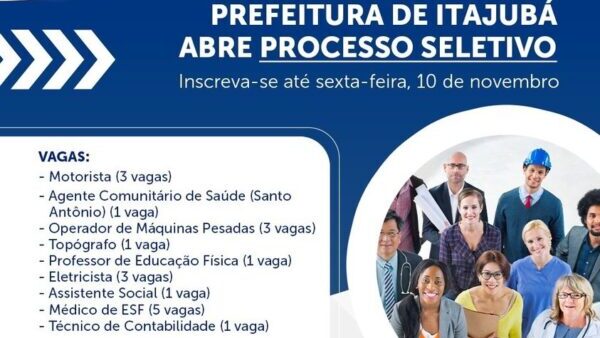 PREFEITURA DE ITAJUBÁ
ABRE PROCESSO SELETIVO
Inscreva-se até sexta-feira, 10 de novembro
VAGAS:
- Motorista (3 vagas)
- Agente Comunitário de Saúde (Santo
Antônio) (1 vaga)
- Operador de Máquinas Pesadas (3 vagas)
- Topógrafo (1 vaga)
- Professor de Educação Física (1 vaga)
- Eletricista (3 vagas)
- Assistente Social (1 vaga)
- Médico de ESF (5 vagas)
- Técnico de Contabilidade (1 vaga)